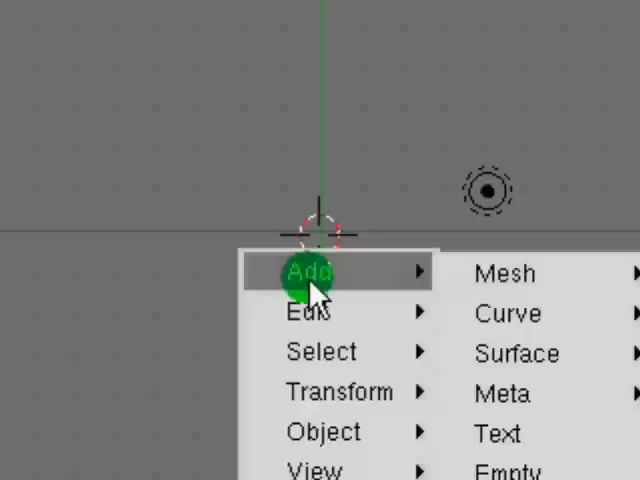 Add
Edit
Select
Transform
Object
View
Mesh
Curve
Surface
Meta
Text
Empty